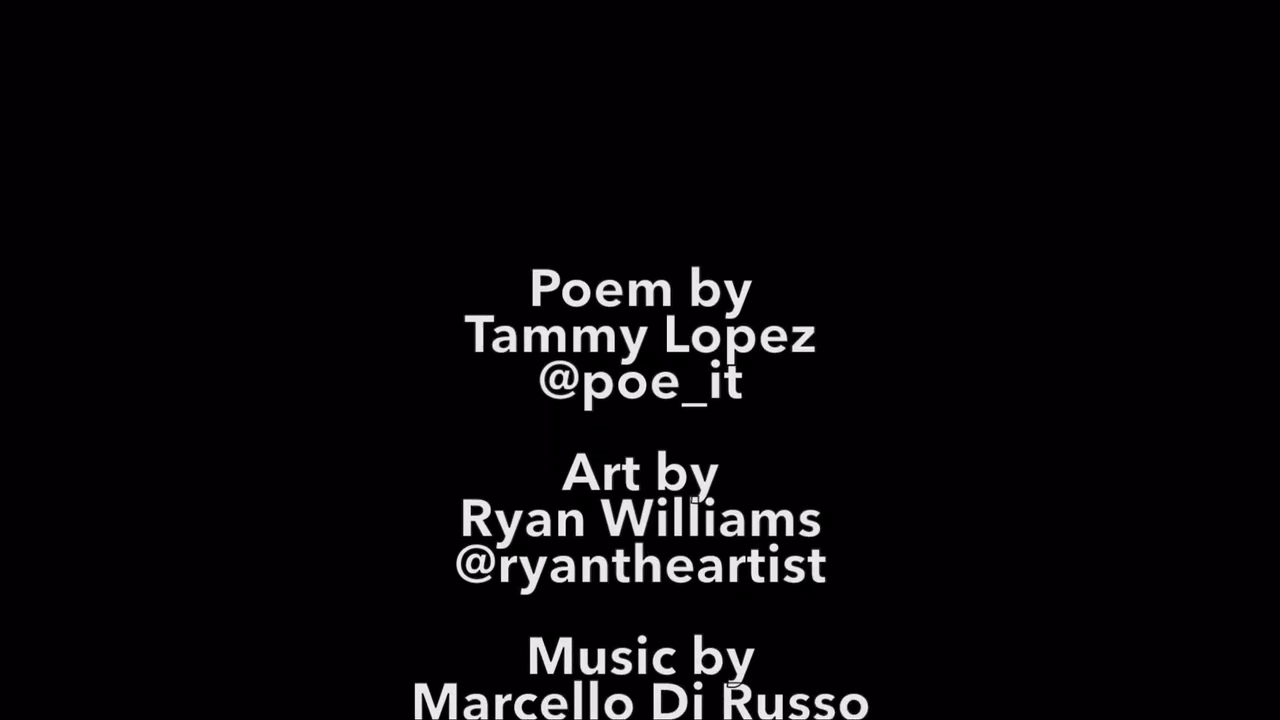 Poem by
Tammy Lopez
@poe_it
Art by
Ryan Williams
@ryantheartist
Music by
Marcello Di Russo